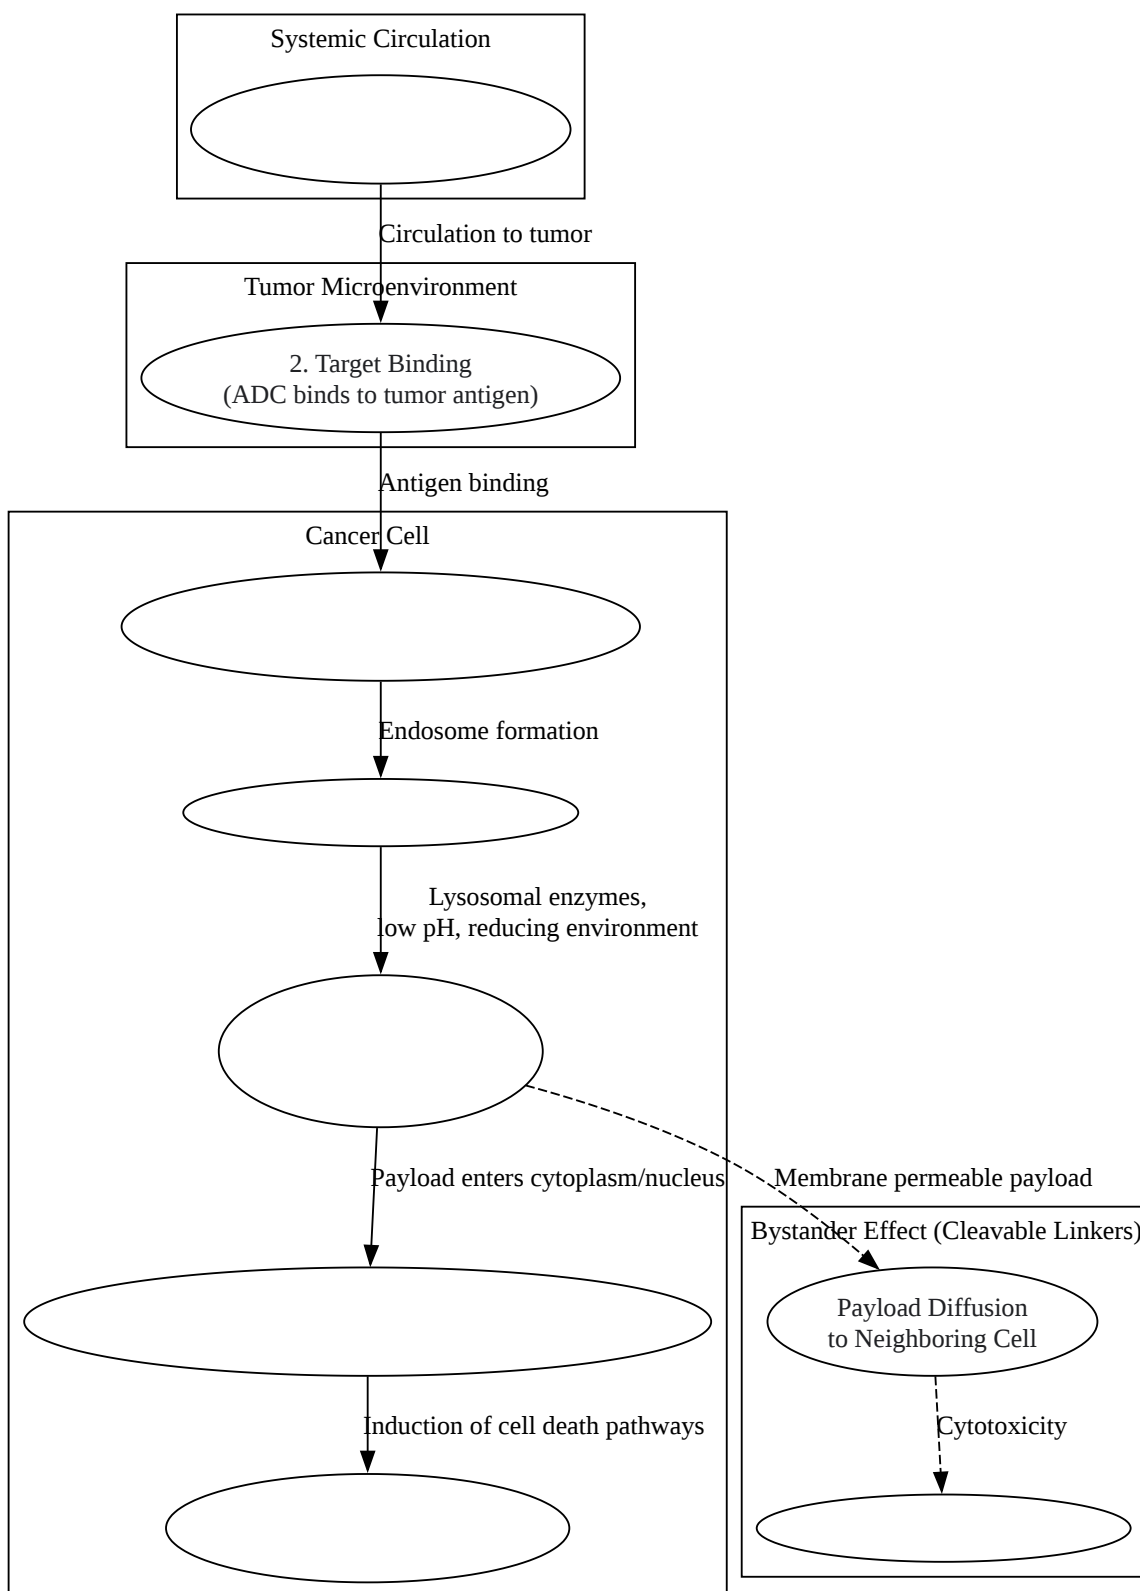 Systemic Circulation
Circulation to tumor
Tumor Microenvironment
2. Target Binding
(ADC binds to tumor antigen)
Antigen binding
Cancer Cell
Endosome formation
Lysosomal enzymes,
low pH, reducing environment
Payload enters cytoplasm/nucleus
Membrane permeable payload
Bystander Effect (Cleavable Linkers)
Payload Diffusion
to Neighboring Cell
Induction of cell death pathways
Cytotoxicity